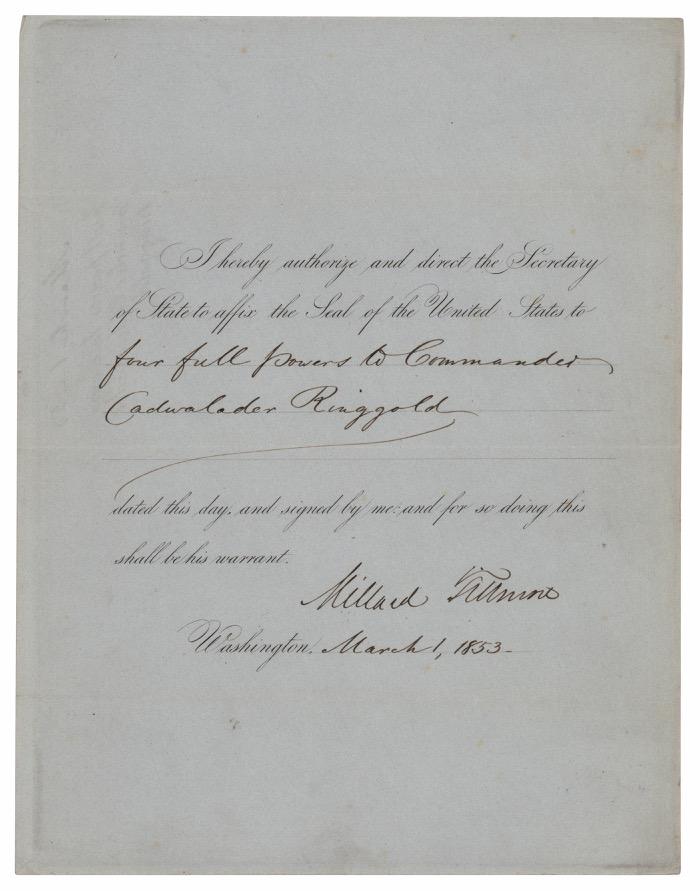 I hereby authorize and direct the Secretary
of State to affix the Seal of the United States to
four full powers to Commander
Cadwalader Ringgold
dated this day, and signed by me: and for so doing this
shall be his warrant.
Millard Fillmore
Washington, March 1, 1853-